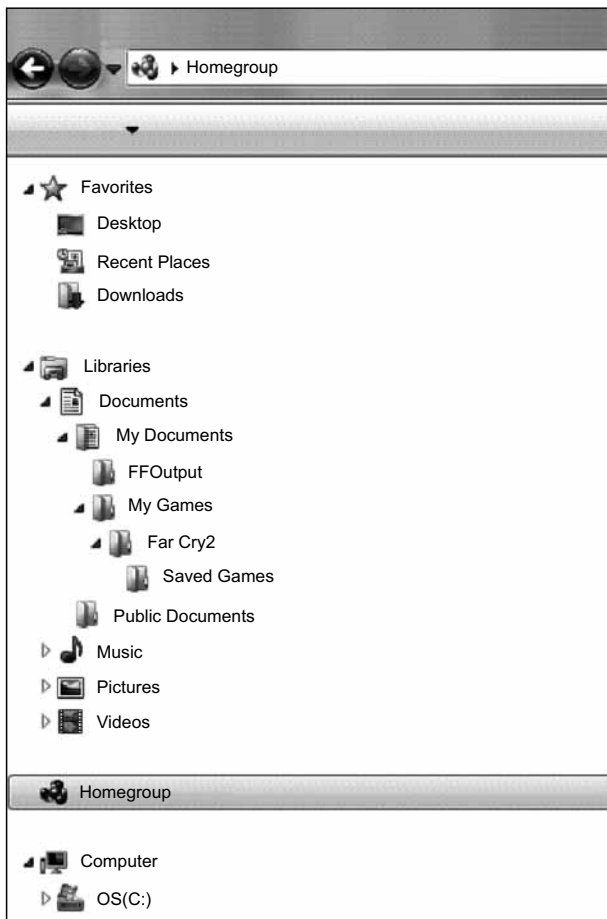 Homegroup
Favorites
Desktop
Recent Places
Downloads
Libraries
Documents
My Documents
FFOutput
My Games
Far Cry2
Saved Games
Public Documents
Music
Pictures
Videos
Homegroup
Computer
OS(C:)